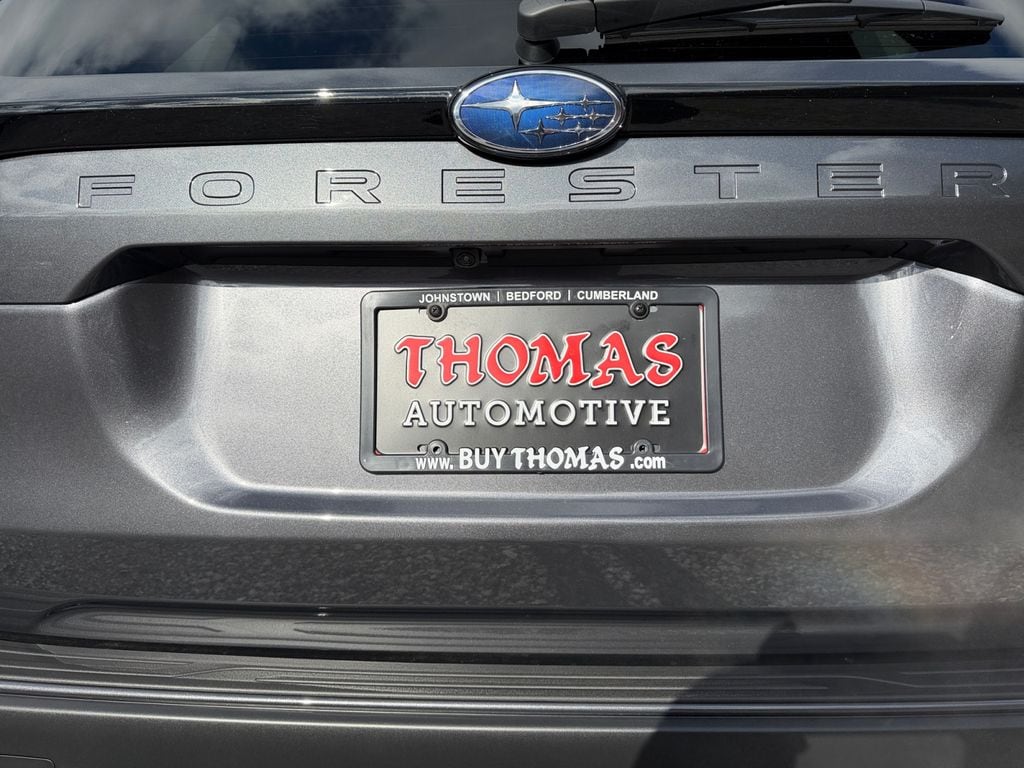 FORESTER
JOHNSTOWN | BEDFORD | CUMBERLAND
THOMAS
AUTOMOTIVE
www.BUYTHOMAS.com